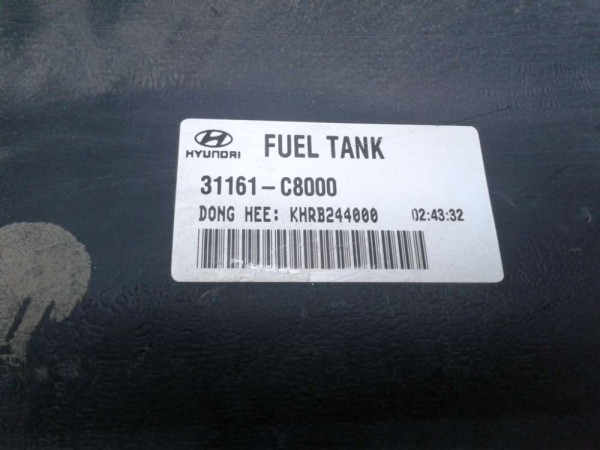 HYUNDAI FUEL TANK
31161-C8000
DONG HEE: KHRB244000 02:43:32